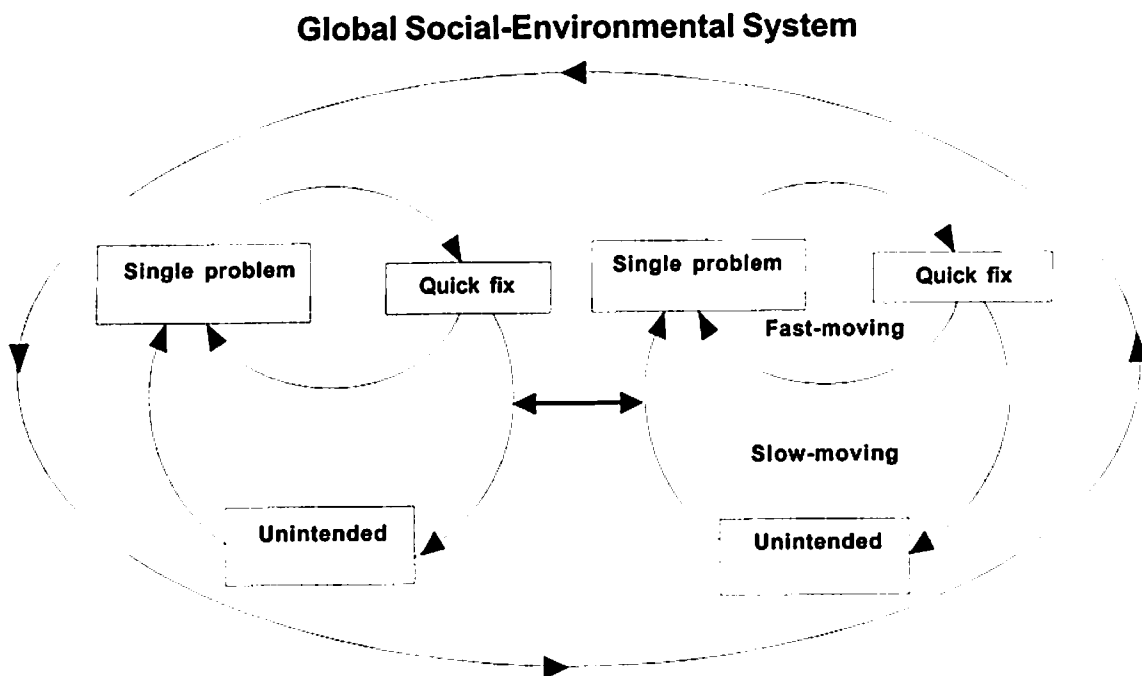 Global Social-Environmental System
Single problem
Quick fix
Single problem
Quick fix
Fast-moving
Slow-moving
Unintended
Unintended